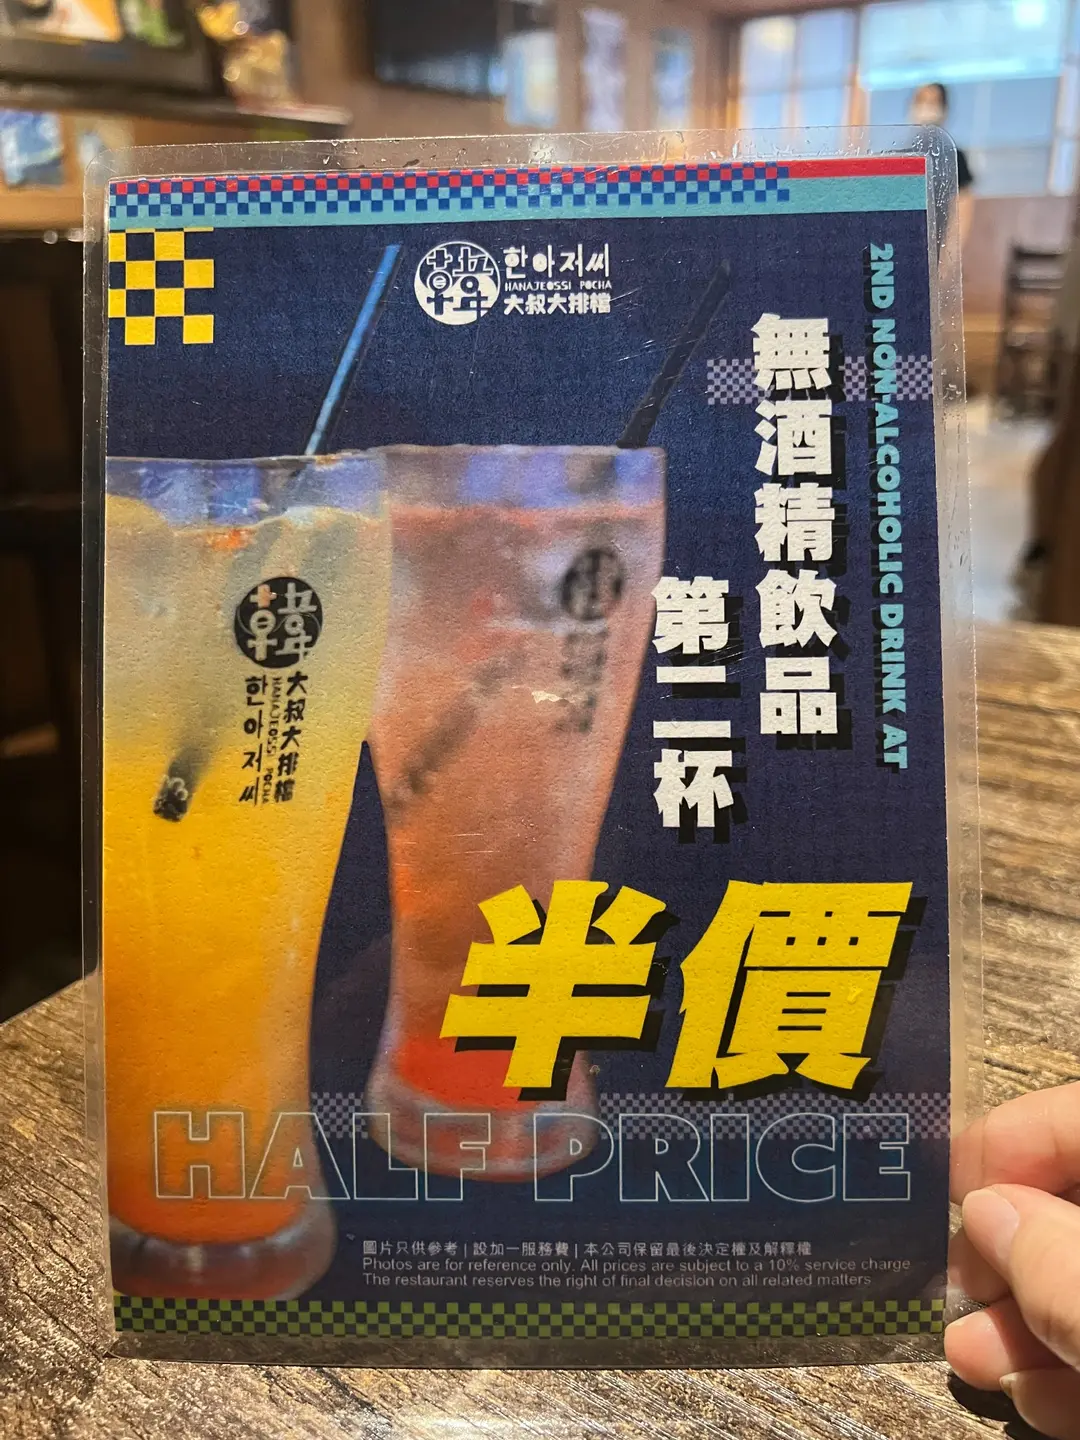 한아저씨
HANAJEOSSI POCHA
大叔大排檔
2ND NON-ALCOHOLIC DRINK AT
無酒精飲品
第二杯
大叔大排檔
HANAJEOSSI POCHA
한아저씨
半價
HALF PRICE
圖片只供參考 | 設加一服務費 | 本公司保留最後決定權及解釋權
Photos are for reference only. All prices are subject to a 10% service charge
The restaurant reserves the right of final decision on all related matters